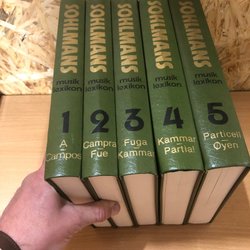 SOHLMANS
musik
lexikon
1
A
Campos
SOHLMANS
musik
lexikon
2
Campra
Fue
SOHLMANS
musik
lexikon
3
Fuga
Kammar
SOHLMANS
musik
lexikon
4
Kammar
Partial
SOHLMANS
musik
lexikon
5
Particell
Øyen